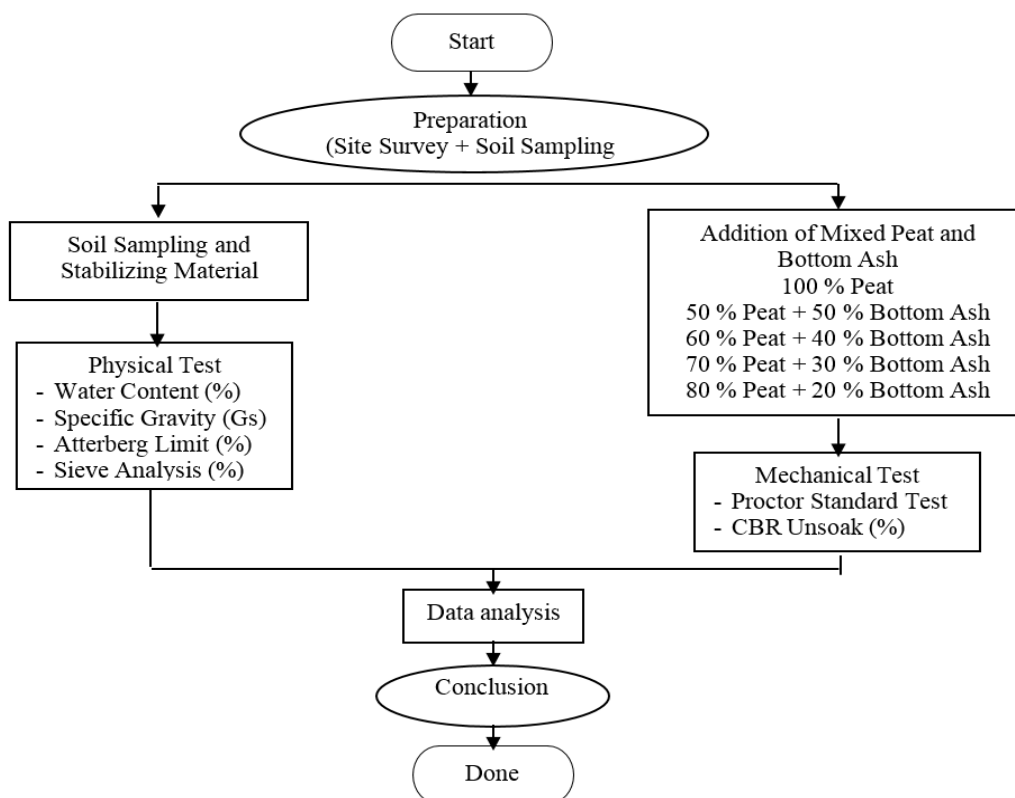 Start
Preparation
(Site Survey + Soil Sampling
Soil Sampling and
Stabilizing Material
Physical Test
- Water Content (%)
- Specific Gravity (Gs)
- Atterberg Limit (%)
- Sieve Analysis (%)
Addition of Mixed Peat and
Bottom Ash
100 % Peat
50 % Peat + 50 % Bottom Ash
60 % Peat + 40 % Bottom Ash
70 % Peat + 30 % Bottom Ash
80 % Peat + 20 % Bottom Ash
Mechanical Test
- Proctor Standard Test
- CBR Unsoak (%)
Data analysis
Conclusion
Done